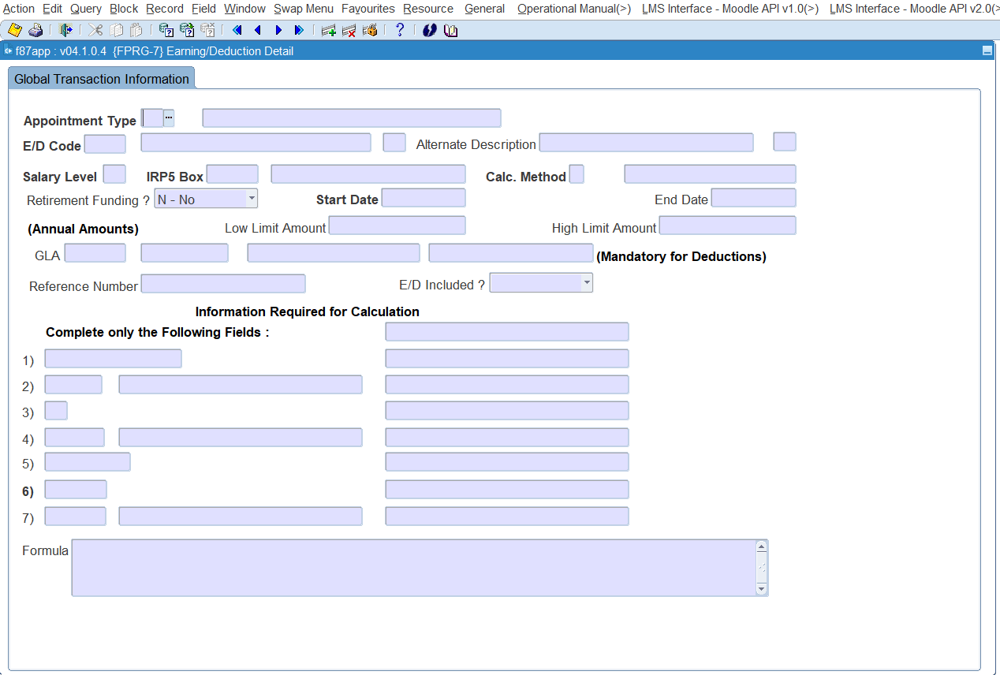 Action Edit Query Block Record Field Window Swap Menu Favourites Resource General Operational Manual(>) LMS Interface - Moodle API v1.0(>) LMS Interface - Moodle API v2.0(>
f87app : v04.1.0.4 {FPRG-7} Earning/Deduction Detail
Global Transaction Information
Appointment Type ...
E/D Code Alternate Description
Salary Level IRP5 Box Calc. Method
Retirement Funding ? N - No Start Date End Date
(Annual Amounts) Low Limit Amount High Limit Amount
GLA (Mandatory for Deductions)
Reference Number E/D Included ?
Information Required for Calculation
Complete only the Following Fields :
1)
2)
3)
4)
5)
6)
7)
Formula